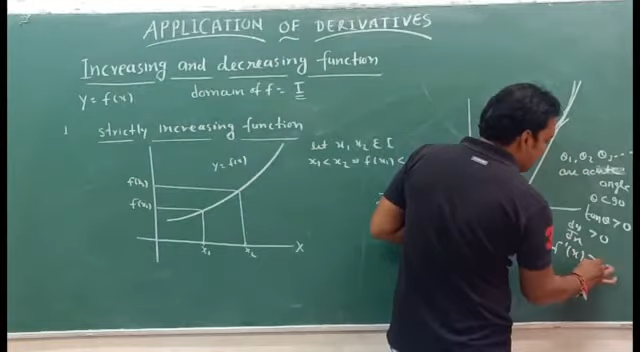 APPLICATION OF DERIVATIVES
Increasing and decreasing function
Y = f(x) domain of f = I
1 strictly increasing function
y = f(x)
f(x₂)
f(x₁)
x₁ x₂ X
let x₁, x₂ ∈ I
x₁ < x₂ ⇒ f(x₁) <
θ₁, θ₂ θ₃, ...
are acute
angle
θ < 90
tanθ > 0
dy/dx > 0
f'(x) >